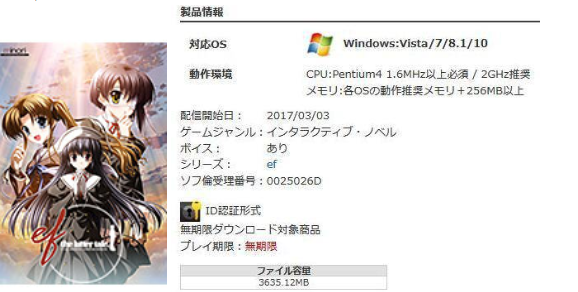 製品情報
対応OS
Windows:Vista/7/8.1/10
動作環境
CPU:Pentium4 1.6MHz以上必須 / 2GHz推奨
メモリ:各OSの動作推奨メモリ+256MB以上
minori
配信開始日: 2017/03/03
ゲームジャンル:インタラクティブ・ノベル
ボイス: あり
シリーズ: ef
ソフ倫受理番号:0025026D
ID認証形式
無期限ダウンロード対象商品
プレイ期限:無期限
ef
the latter tale.
ファイル容量
3635.12MB